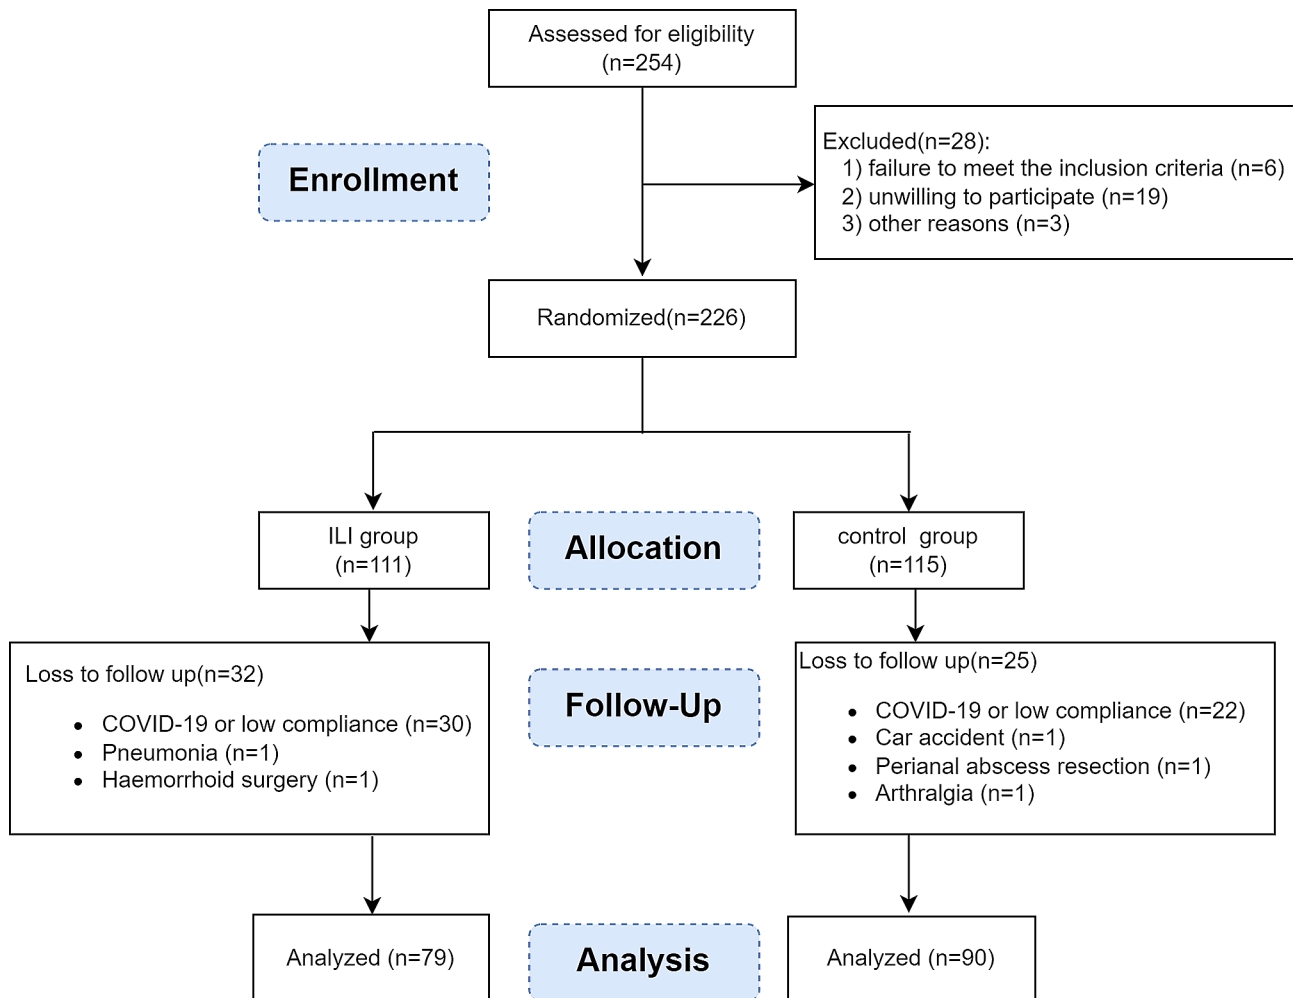 Assessed for eligibility
(n=254)
Enrollment
Excluded(n=28):
1) failure to meet the inclusion criteria (n=6)
2) unwilling to participate (n=19)
3) other reasons (n=3)
Randomized(n=226)
ILI group
(n=111)
Allocation
control group
(n=115)
Loss to follow up(n=32)
• COVID-19 or low compliance (n=30)
• Pneumonia (n=1)
• Haemorrhoid surgery (n=1)
Follow-Up
Loss to follow up(n=25)
• COVID-19 or low compliance (n=22)
• Car accident (n=1)
• Perianal abscess resection (n=1)
• Arthralgia (n=1)
Analyzed (n=79)
Analysis
Analyzed (n=90)